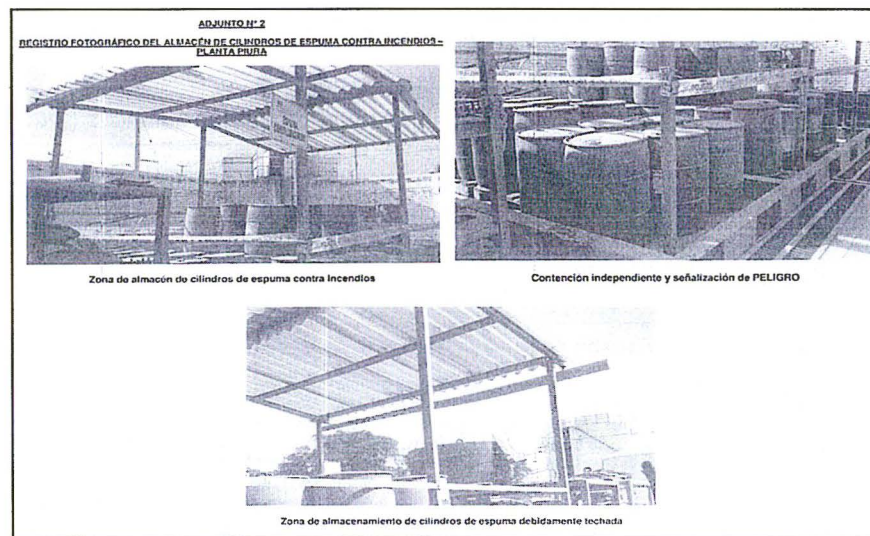 ADJUNTO N° 2
REGISTRO FOTOGRÁFICO DEL ALMACÉN DE CILINDROS DE ESPUMA CONTRA INCENDIOS –
PLANTA PIURA
Zona de almacén de cilindros de espuma contra incendios
Contención independiente y señalización de PELIGRO
Zona de almacenamiento de cilindros de espuma debidamente techada